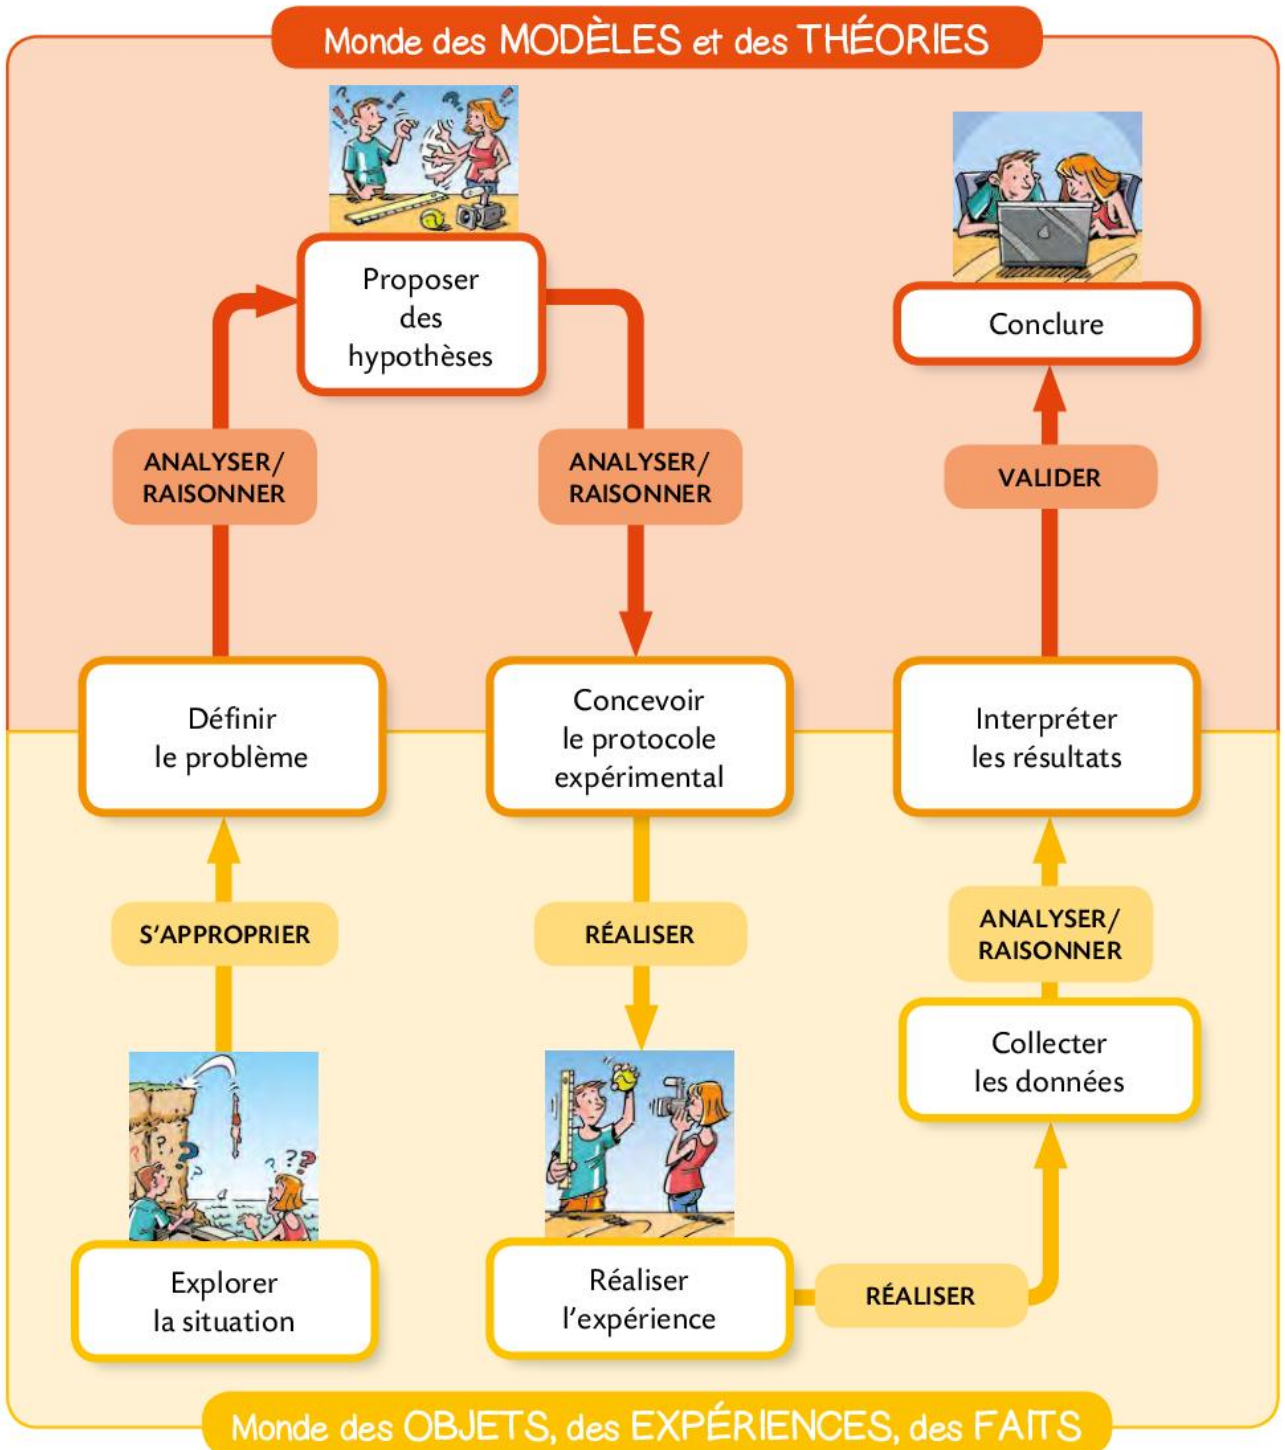 Monde des MODÈLES et des THÉORIES
Proposer
des
hypothèses
Conclure
ANALYSER/
RAISONNER
ANALYSER/
RAISONNER
VALIDER
Définir
le problème
Concevoir
le protocole
expérimental
Interpréter
les résultats
S'APPROPRIER
RÉALISER
ANALYSER/
RAISONNER
Collecter
les données
Explorer
la situation
Réaliser
l'expérience
RÉALISER
Monde des OBJETS, des EXPÉRIENCES, des FAITS